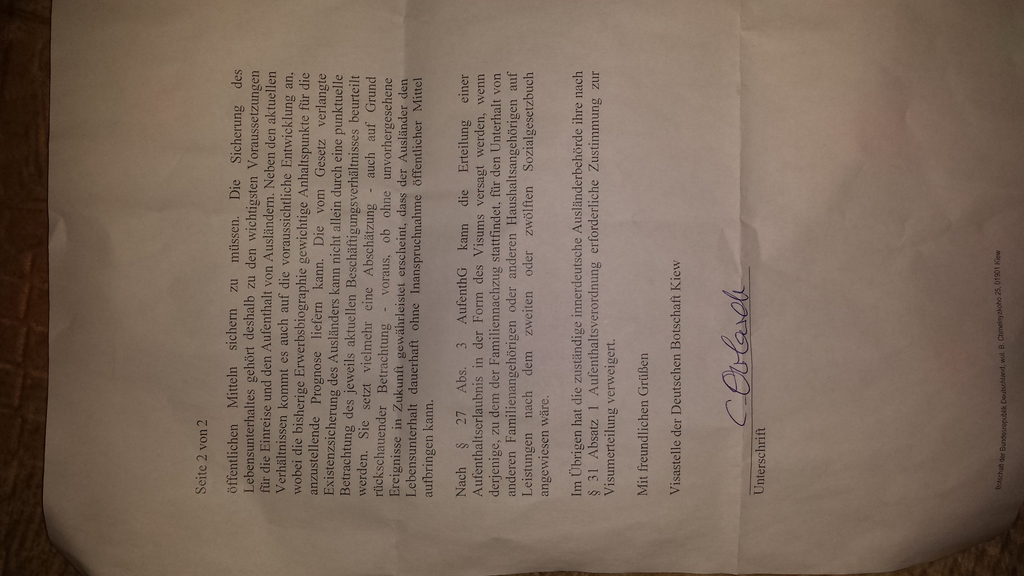 Seite 2 von 2
öffentlichen Mitteln sichern zu müssen. Die Sicherung des
Lebensunterhaltes gehört deshalb zu den wichtigsten Voraussetzungen
für die Einreise und den Aufenthalt von Ausländern. Neben den aktuellen
Verhältnissen kommt es auch auf die voraussichtliche Entwicklung an,
wobei die bisherige Erwerbsbiographie gewichtige Anhaltspunkte für die
anzustellende Prognose liefern kann. Die vom Gesetz verlangte
Existenzsicherung des Ausländers kann nicht allein durch eine punktuelle
Betrachtung des jeweils aktuellen Beschäftigungsverhältnisses beurteilt
werden. Sie setzt vielmehr eine Abschätzung - auch auf Grund
rückschauender Betrachtung - voraus, ob ohne unvorhergesehene
Ereignisse in Zukunft gewährleistet erscheint, dass der Ausländer den
Lebensunterhalt dauerhaft ohne Inanspruchnahme öffentlicher Mittel
aufbringen kann.
Nach § 27 Abs. 3 AufenthG kann die Erteilung einer
Aufenthaltserlaubnis in der Form des Visums versagt werden, wenn
derjenige, zu dem der Familiennachzug stattfindet, für den Unterhalt von
anderen Familienangehörigen oder anderen Haushaltsangehörigen auf
Leistungen nach dem zweiten oder zwölften Sozialgesetzbuch
angewiesen wäre.
Im Übrigen hat die zuständige innerdeutsche Ausländerbehörde ihre nach
§ 31 Absatz 1 Aufenthaltsverordnung erforderliche Zustimmung zur
Visumerteilung verweigert.
Mit freundlichen Grüßen
Visastelle der Deutschen Botschaft Kiew
Unterschrift
Botschaft der Bundesrepublik Deutschland, wul. B. Chmelnyzkoho 25, 01901 Kiew